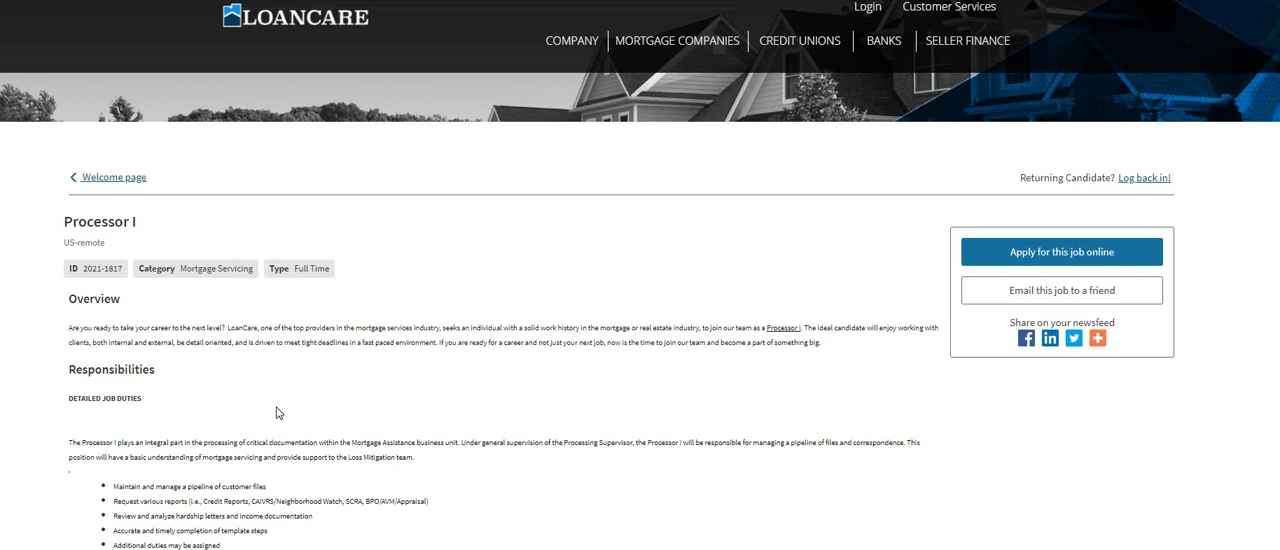 LOANCARE
Login Customer Services
COMPANY MORTGAGE COMPANIES CREDIT UNIONS BANKS SELLER FINANCE
Welcome page
Returning Candidate? Log back in!
Processor I
US-remote
ID 2021-1817 Category Mortgage Servicing Type Full Time
Apply for this job online
Email this job to a friend
Share on your newsfeed
Overview
Are you ready to take your career to the next level? LoanCare, one of the top providers in the mortgage services industry, seeks an individual with a solid work history in the mortgage or real estate industry, to join our team as a Processor I. The ideal candidate will enjoy working with
clients, both internal and external, be detail oriented, and is driven to meet tight deadlines in a fast paced environment. If you are ready for a career and not just your next job, now is the time to join our team and become a part of something big.
Responsibilities
DETAILED JOB DUTIES
The Processor I plays an integral part in the processing of critical documentation within the Mortgage Assistance business unit. Under general supervision of the Processing Supervisor, the Processor I will be responsible for managing a pipeline of files and correspondence. This
position will have a basic understanding of mortgage servicing and provide support to the Loss Mitigation team.
Maintain and manage a pipeline of customer files
Request various reports (i.e., Credit Reports, CAIVRS/Neighborhood Watch, SCRA, BPO/AVM/Appraisal)
Review and analyze hardship letters and income documentation
Accurate and timely completion of template steps
Additional duties may be assigned